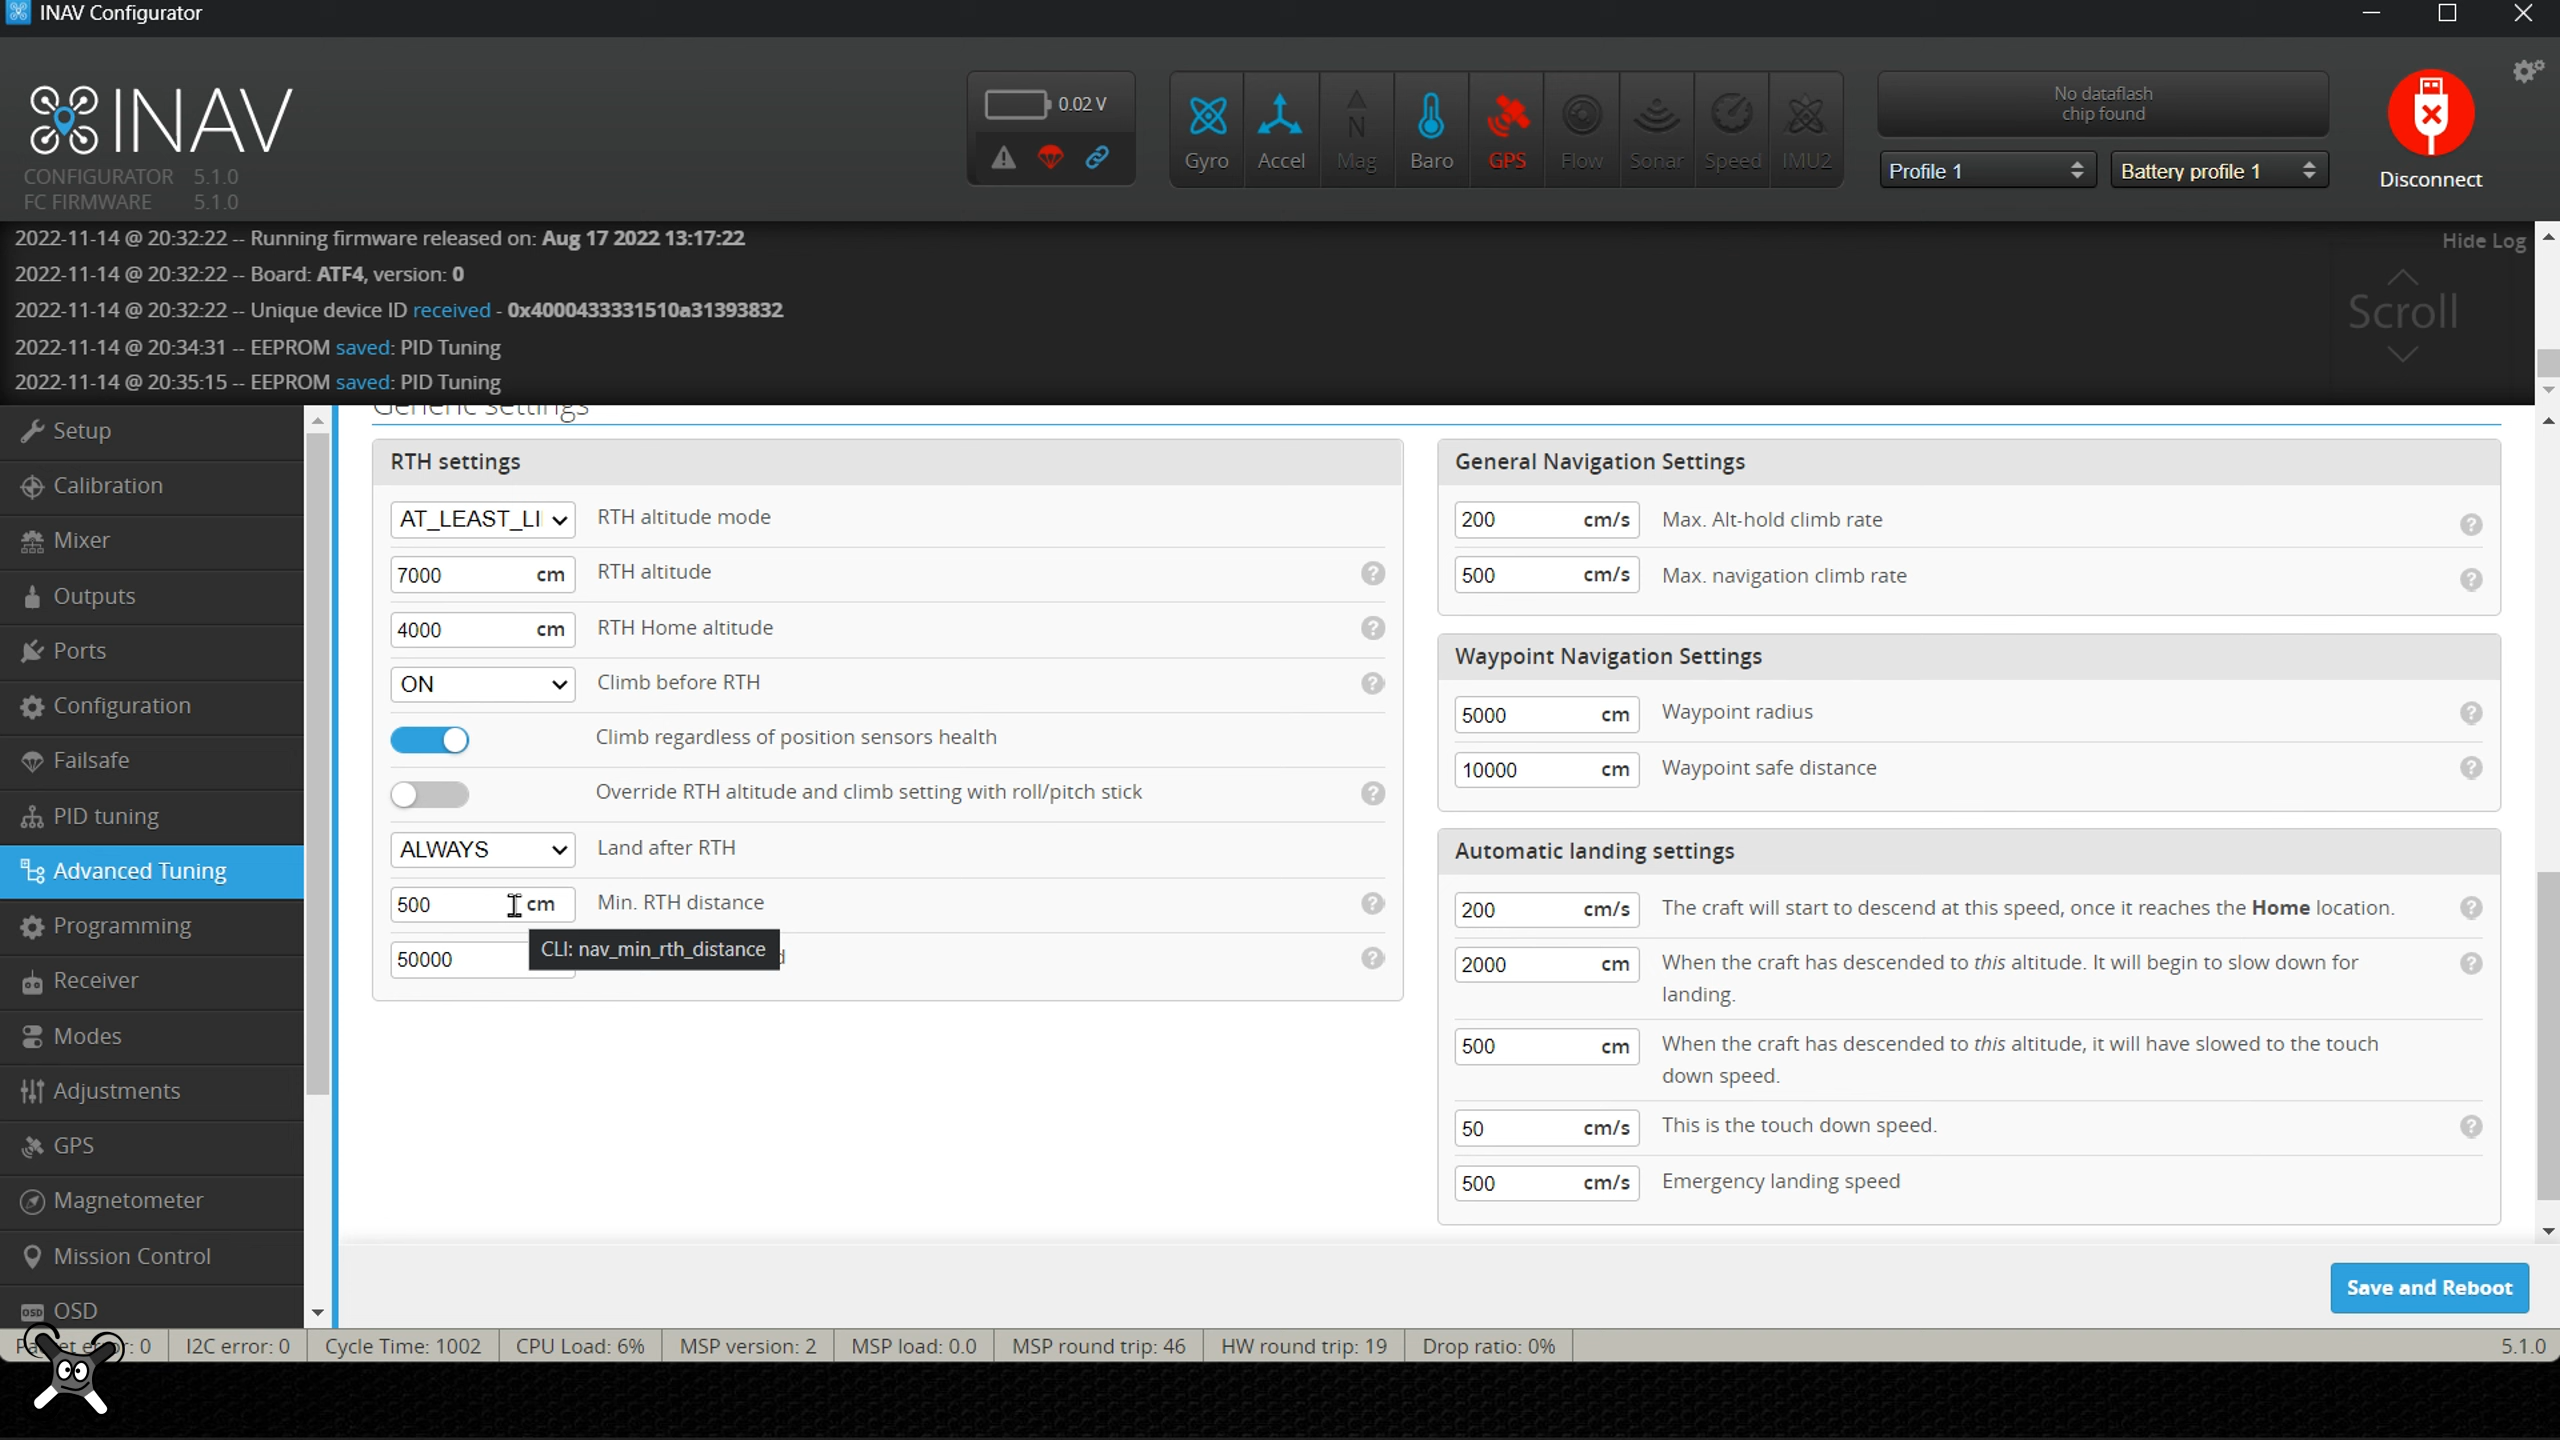 INAV Configurator
INAV
CONFIGURATOR 5.1.0
FC FIRMWARE 5.1.0
0.02 V
Gyro
Accel
N
Mag
Baro
GPS
Flow
Sonar
Speed
IMU2
No dataflash
chip found
Profile 1
Battery profile 1
Disconnect
2022-11-14 @ 20:32:22 -- Running firmware released on: Aug 17 2022 13:17:22
2022-11-14 @ 20:32:22 -- Board: ATF4, version: 0
2022-11-14 @ 20:32:22 -- Unique device ID received - 0x4000433331510a31393832
2022-11-14 @ 20:34:31 -- EEPROM saved: PID Tuning
2022-11-14 @ 20:35:15 -- EEPROM saved: PID Tuning
Hide Log
Scroll
Setup
Calibration
Mixer
Outputs
Ports
Configuration
Failsafe
PID tuning
Advanced Tuning
Programming
Receiver
Modes
Adjustments
GPS
Magnetometer
Mission Control
OSD
Generic settings
RTH settings
AT_LEAST_LI RTH altitude mode
7000 cm RTH altitude
4000 cm RTH Home altitude
ON Climb before RTH
Climb regardless of position sensors health
Override RTH altitude and climb setting with roll/pitch stick
ALWAYS Land after RTH
500 cm Min. RTH distance
CLI: nav_min_rth_distance
50000
General Navigation Settings
200 cm/s Max. Alt-hold climb rate
500 cm/s Max. navigation climb rate
Waypoint Navigation Settings
5000 cm Waypoint radius
10000 cm Waypoint safe distance
Automatic landing settings
200 cm/s The craft will start to descend at this speed, once it reaches the Home location.
2000 cm When the craft has descended to this altitude. It will begin to slow down for
landing.
500 cm When the craft has descended to this altitude, it will have slowed to the touch
down speed.
50 cm/s This is the touch down speed.
500 cm/s Emergency landing speed
Save and Reboot
: 0 I2C error: 0 Cycle Time: 1002 CPU Load: 6% MSP version: 2 MSP load: 0.0 MSP round trip: 46 HW round trip: 19 Drop ratio: 0% 5.1.0